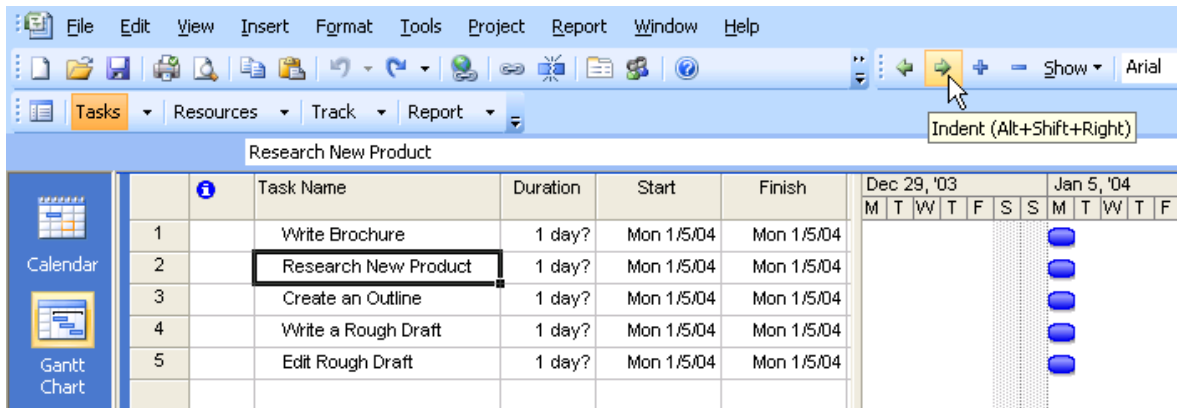 File Edit View Insert Format Tools Project Report Window Help
Show Arial
Tasks Resources Track Report
Indent (Alt+Shift+Right)
Research New Product
Task Name Duration Start Finish Dec 29, '03 Jan 5, '04
M T W T F S S M T W T F
1 Write Brochure 1 day? Mon 1/5/04 Mon 1/5/04
Calendar 2 Research New Product 1 day? Mon 1/5/04 Mon 1/5/04
3 Create an Outline 1 day? Mon 1/5/04 Mon 1/5/04
4 Write a Rough Draft 1 day? Mon 1/5/04 Mon 1/5/04
5 Edit Rough Draft 1 day? Mon 1/5/04 Mon 1/5/04
Gantt
Chart